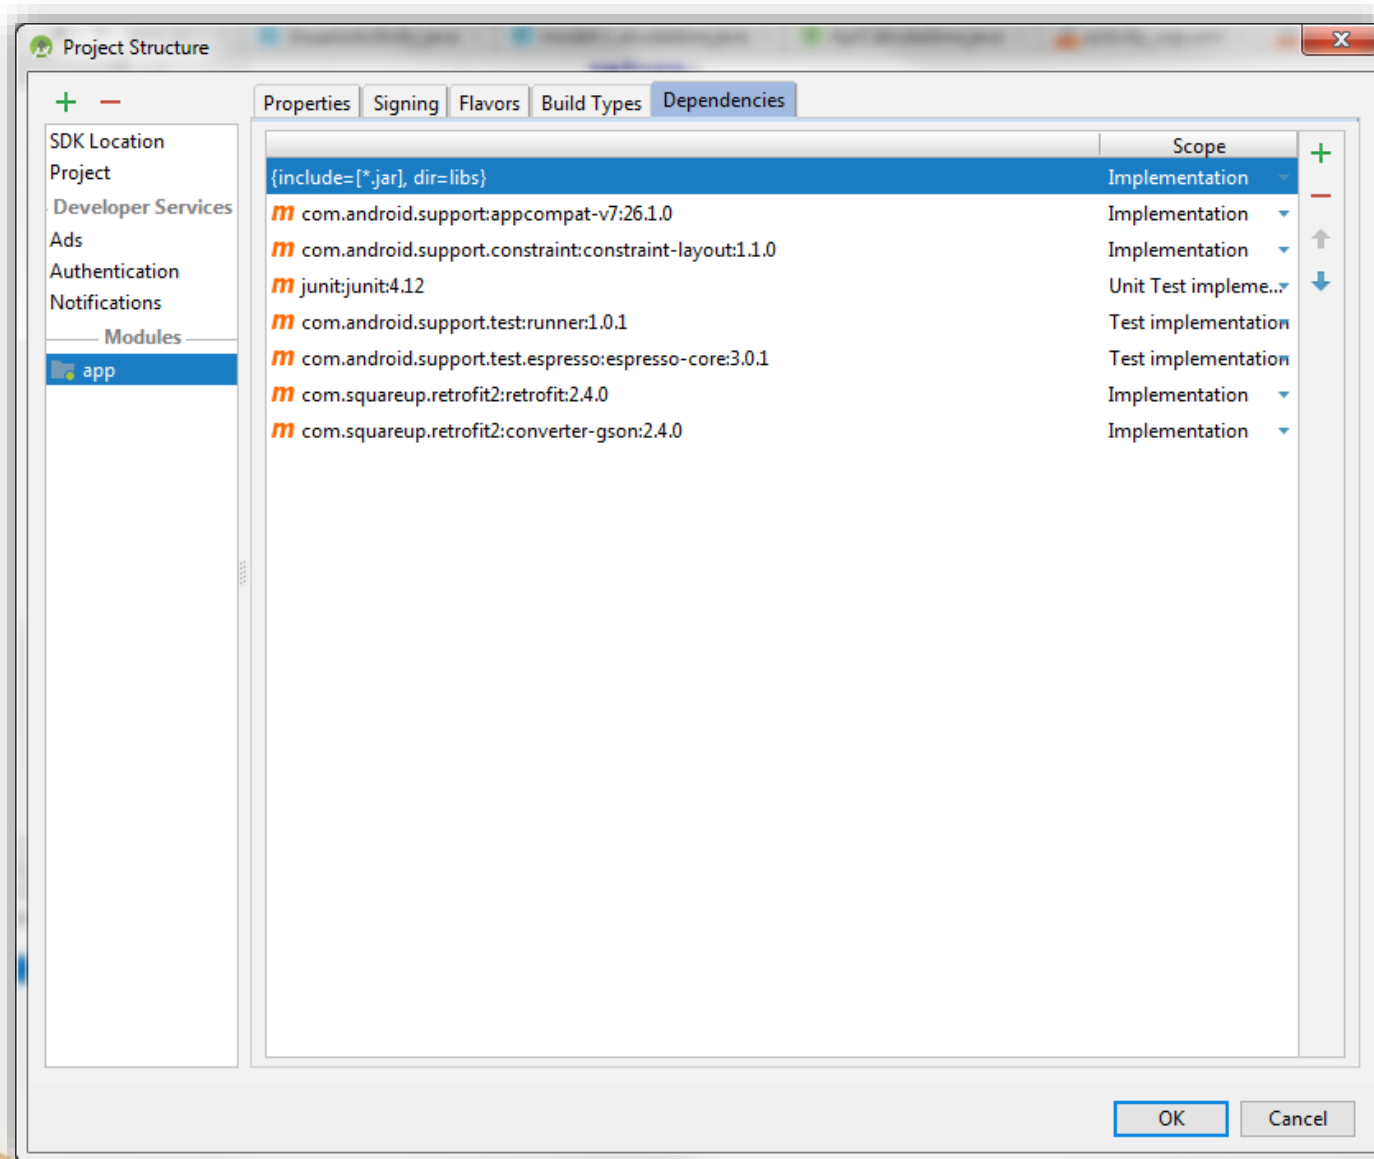 Project Structure
Properties Signing Flavors Build Types Dependencies
SDK Location
Project
Developer Services
Ads
Authentication
Notifications
Modules
app
Scope
{include=[*.jar], dir=libs} Implementation
m com.android.support:appcompat-v7:26.1.0 Implementation
m com.android.support.constraint:constraint-layout:1.1.0 Implementation
m junit:junit:4.12 Unit Test impleme...
m com.android.support.test:runner:1.0.1 Test implementation
m com.android.support.test.espresso:espresso-core:3.0.1 Test implementation
m com.squareup.retrofit2:retrofit:2.4.0 Implementation
m com.squareup.retrofit2:converter-gson:2.4.0 Implementation
OK Cancel